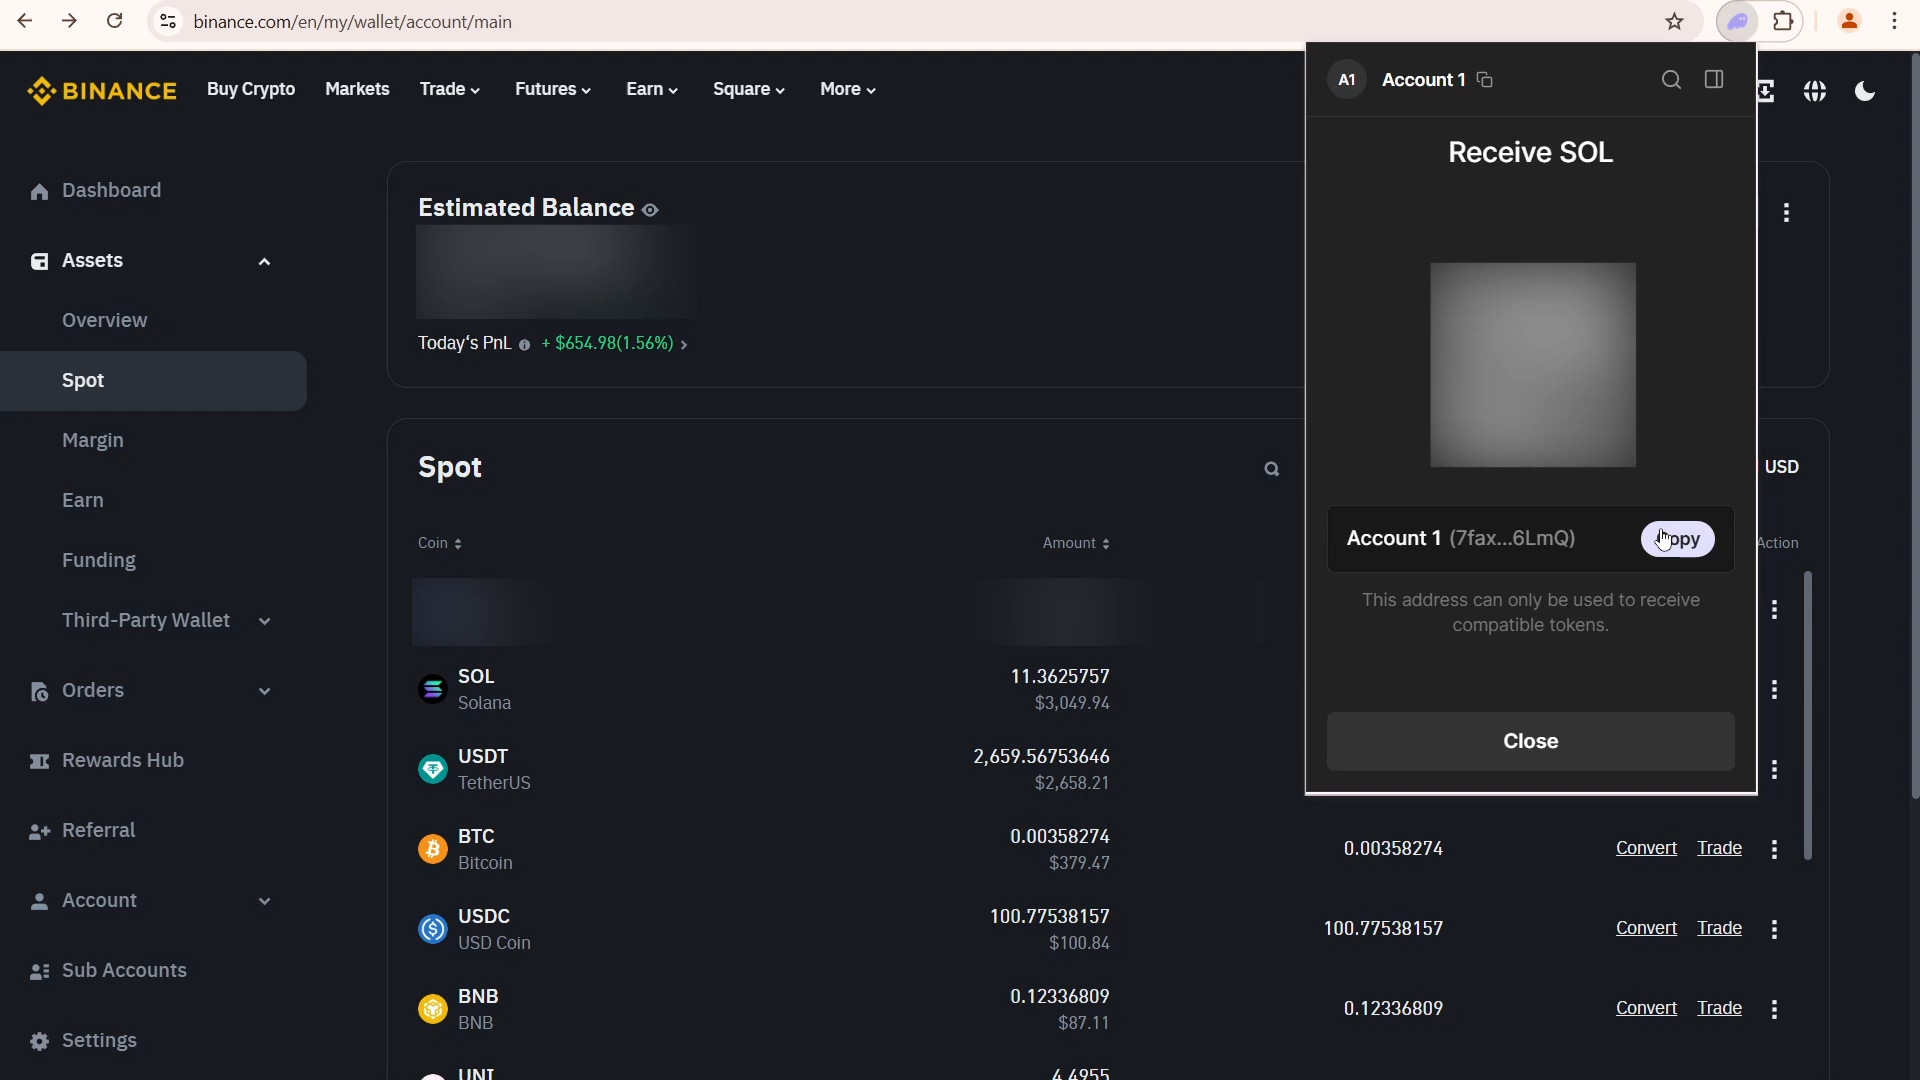 binance.com/en/my/wallet/account/main
BINANCE
Buy Crypto
Markets
Trade
Futures
Earn
Square
More
Dashboard
Assets
Overview
Spot
Margin
Earn
Funding
Third-Party Wallet
Orders
Rewards Hub
Referral
Account
Sub Accounts
Settings
Estimated Balance
Today's PnL + $654.98(1.56%)
Spot
USD
Coin
Amount
Action
SOL 11.3625757
Solana $3,049.94
USDT 2,659.56753646
TetherUS $2,658.21
BTC 0.00358274
Bitcoin $379.47
0.00358274 Convert Trade
USDC 100.77538157
USD Coin $100.84
100.77538157 Convert Trade
BNB 0.12336809
BNB $87.11
0.12336809 Convert Trade
UNI 4.4955
A1 Account 1
Receive SOL
Account 1 (7fax...6LmQ)
This address can only be used to receive
compatible tokens.
Close